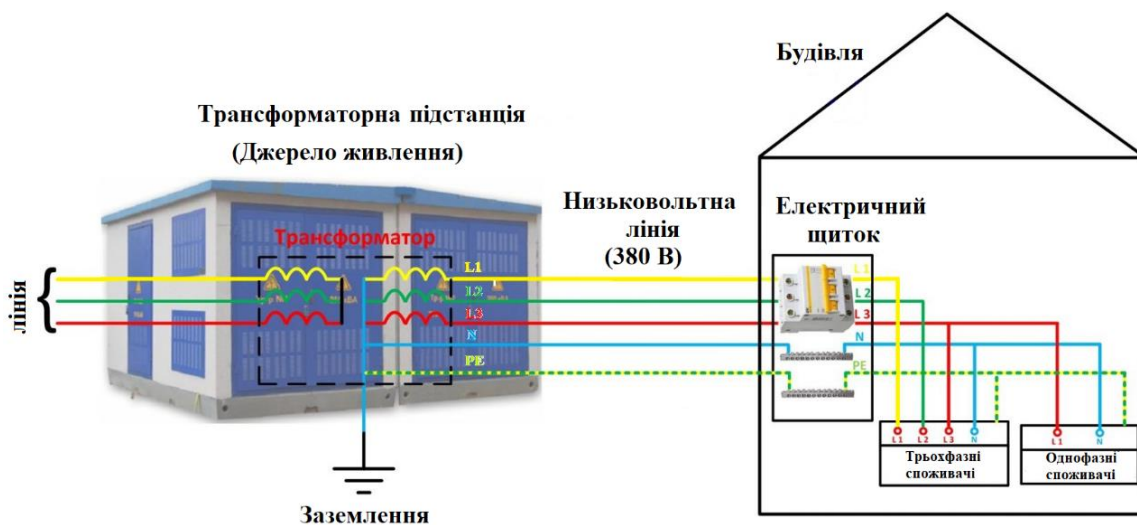 Будівля
Трансформаторна підстанція
(Джерело живлення)
Низьковольтна
лінія
(380 В)
Електричний
щиток
Трансформатор
лінія
L1
L2
L3
N
PE
L 1
L 2
L 3
N
PE
L1
L2
L3
N
Трьохфазні
споживачі
L1
N
Однофазні
споживачі
Заземлення